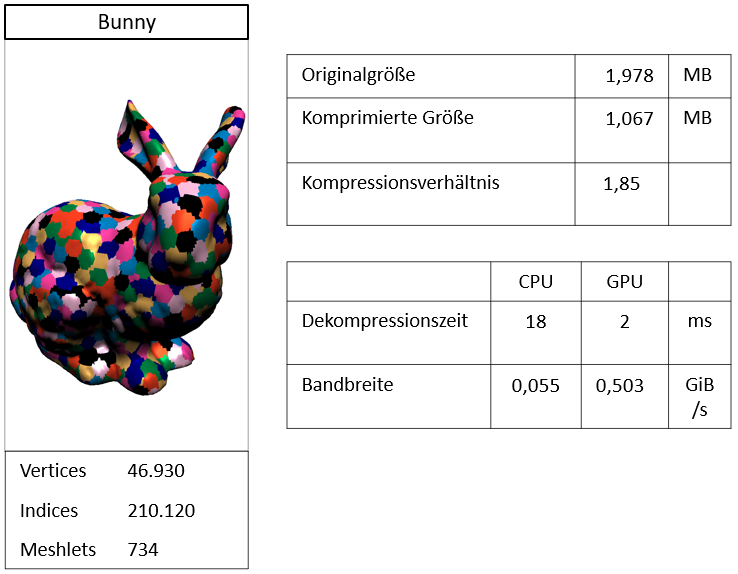 Bunny
Originalgröße 1,978 MB
Komprimierte Größe 1,067 MB
Kompressionsverhältnis 1,85
CPU GPU
Dekompressionszeit 18 2 ms
Bandbreite 0,055 0,503 GiB
/s
Vertices 46.930
Indices 210.120
Meshlets 734